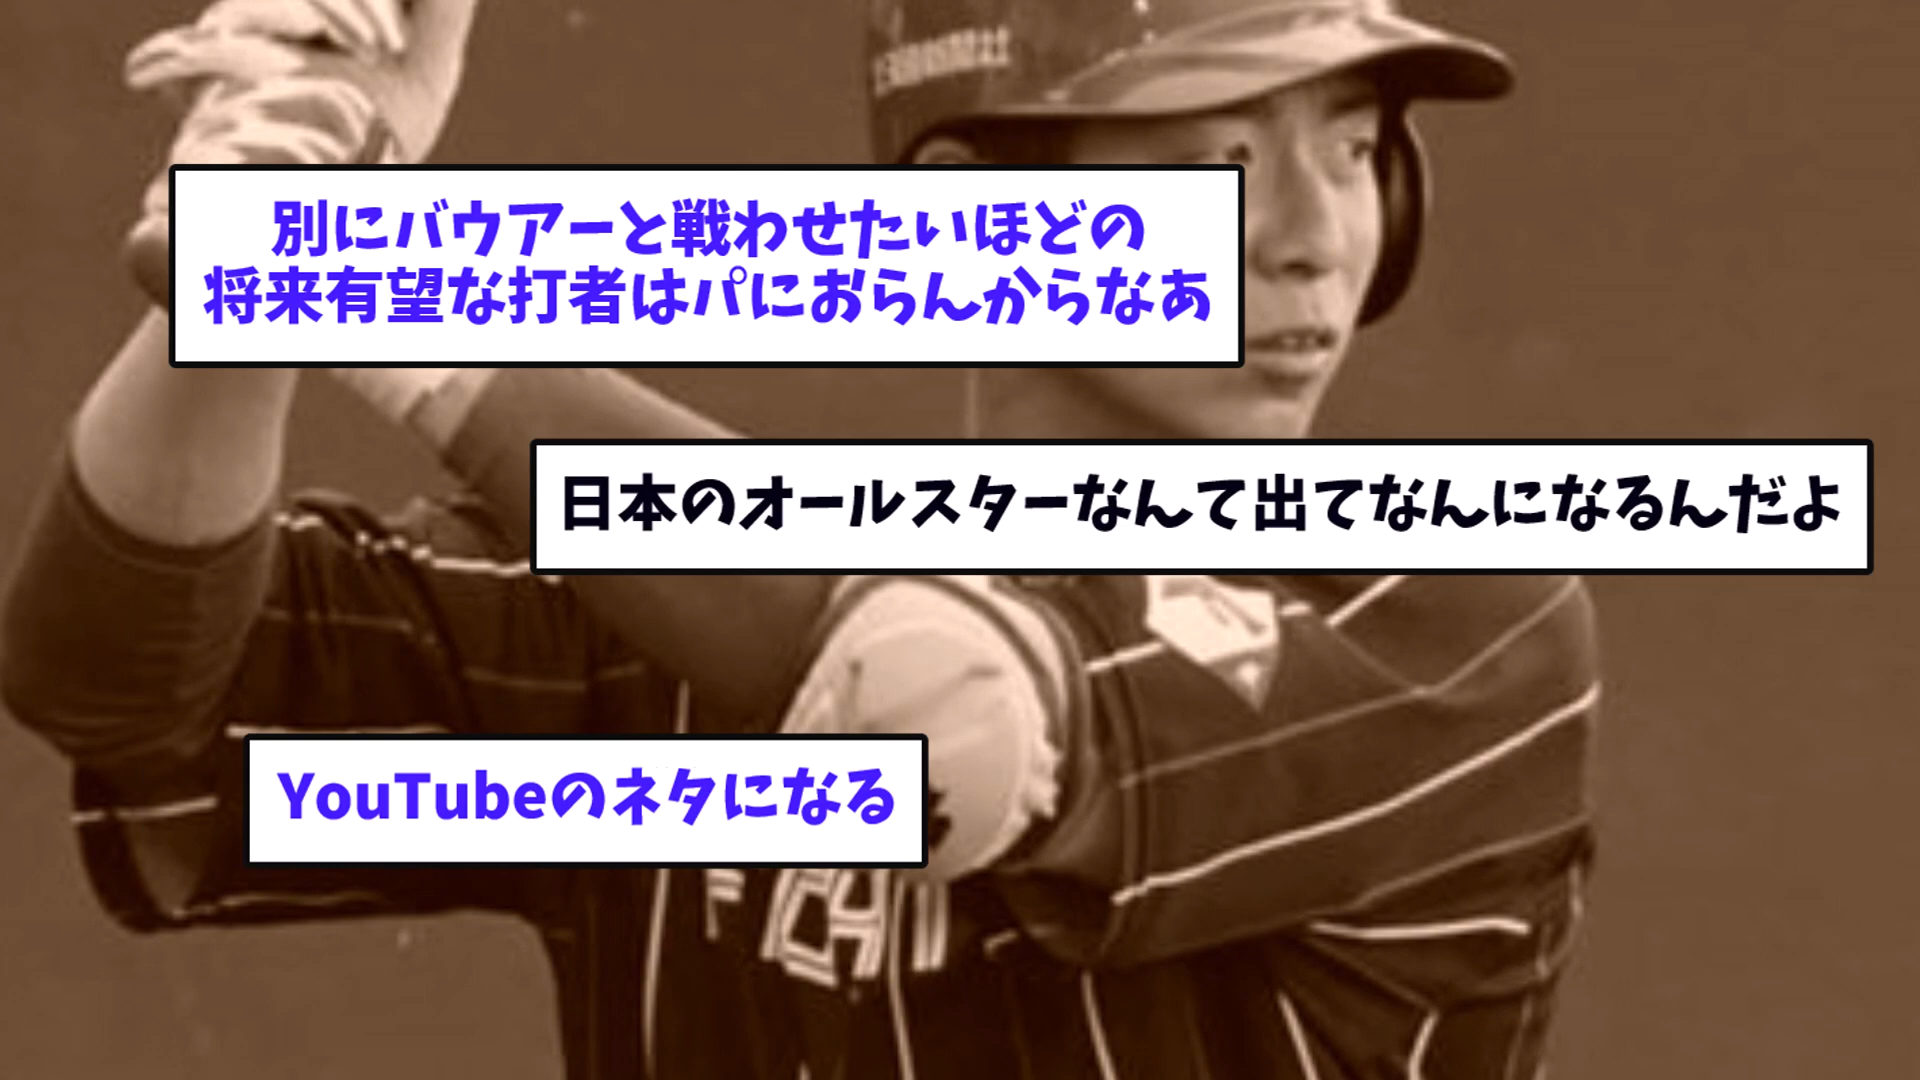 別にバウアーと戦わせたいほどの
将来有望な打者はパにおらんからなあ
日本のオールスターなんて出てなんになるんだよ
YouTubeのネタになる